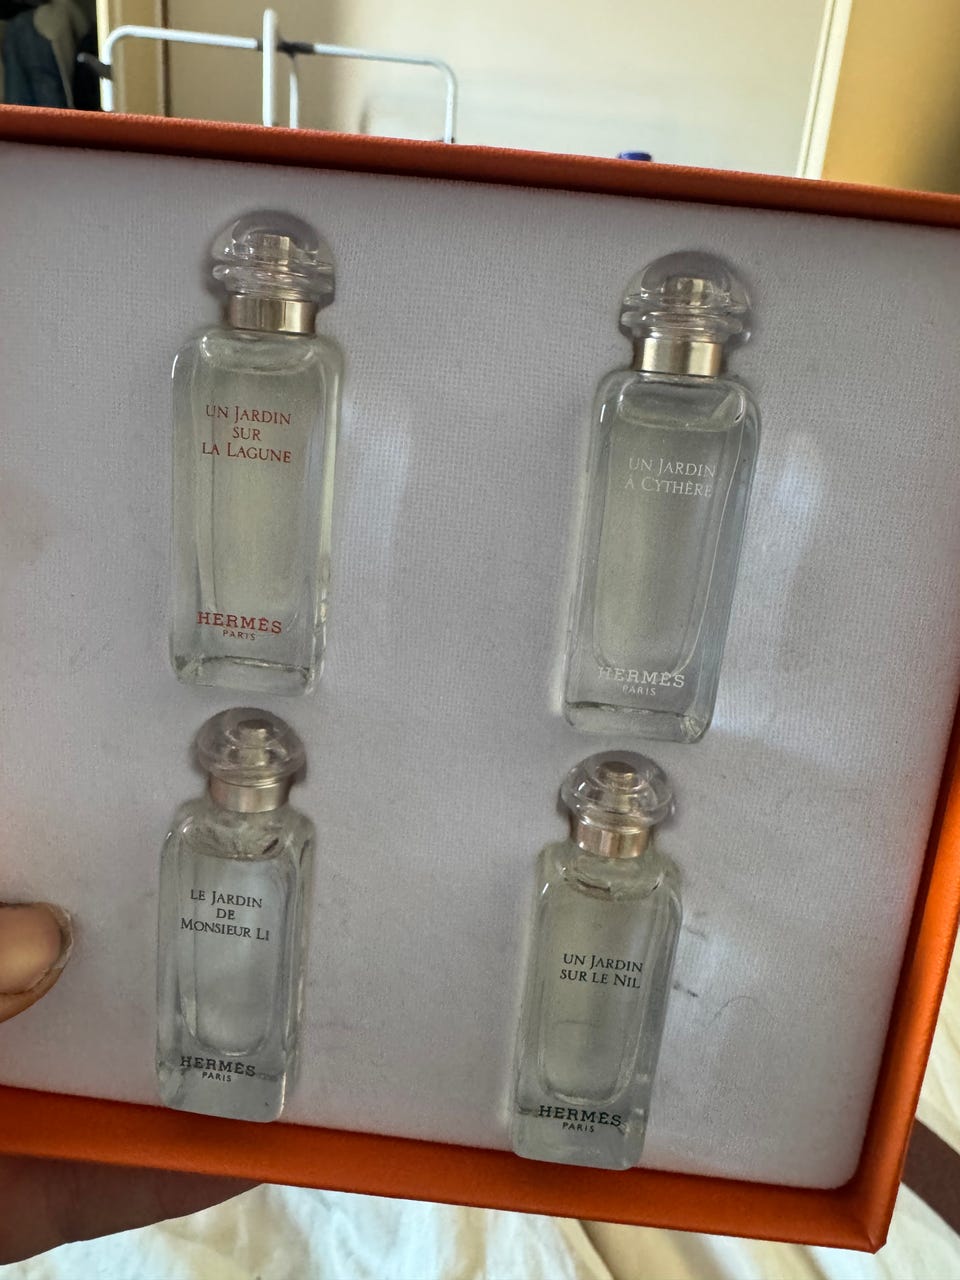 UN JARDIN
SUR
LA LAGUNE
HERMÈS
PARIS
UN JARDIN
À CYTHÈRE
HERMÈS
PARIS
LE JARDIN
DE
MONSIEUR LI
HERMÈS
PARIS
UN JARDIN
SUR LE NIL
HERMÈS
PARIS